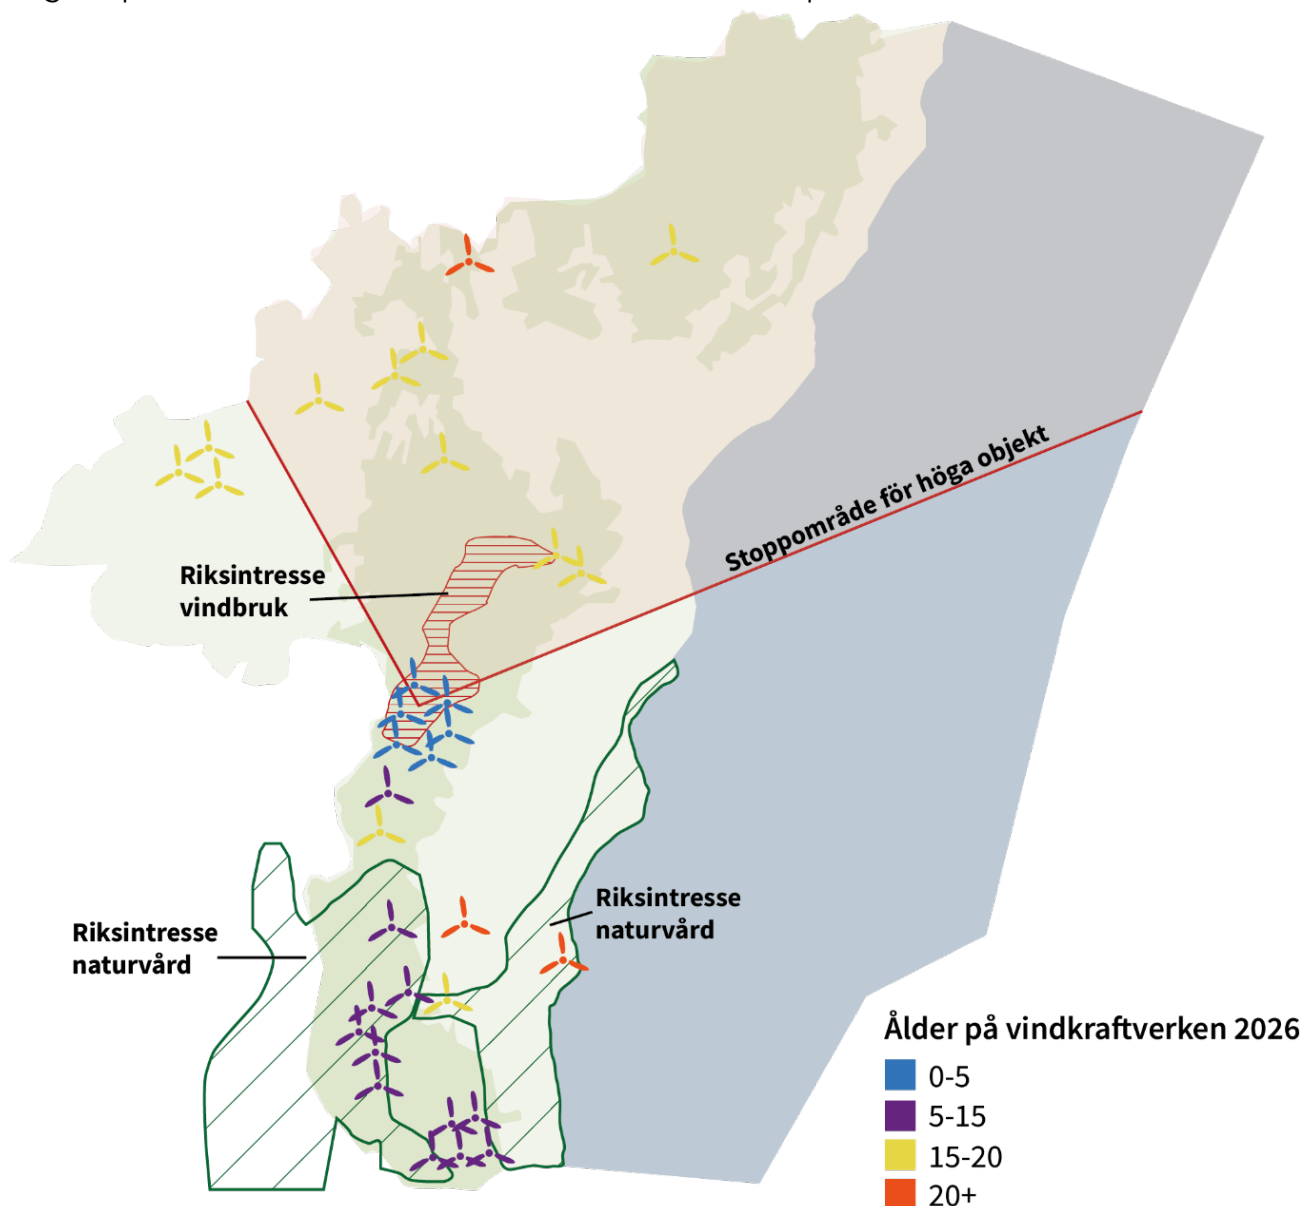 Stoppområde för höga objekt
Riksintresse
vindbruk
Riksintresse
naturvård
Riksintresse
naturvård
Ålder på vindkraftverken 2026
0-5
5-15
15-20
20+